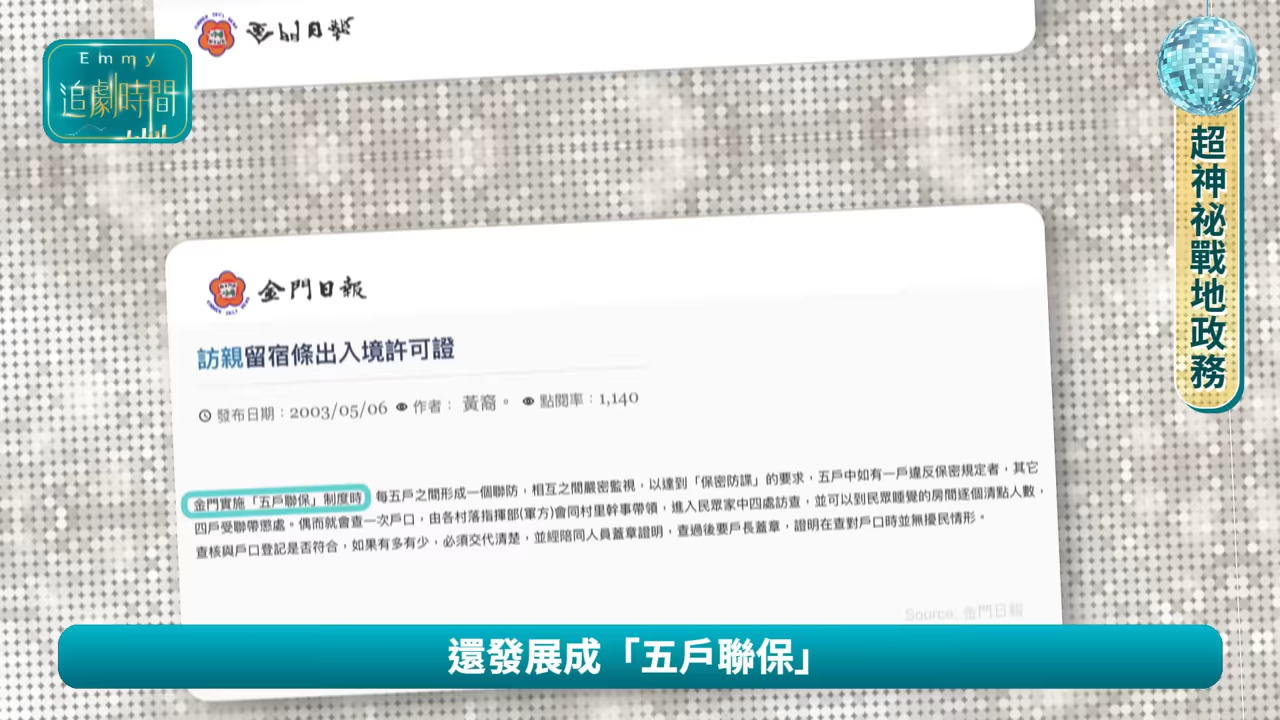 金門日報
Emmy
追劇時間
超神祕戰地政務
金門日報
訪親留宿條出入境許可證
發布日期：2003/05/06 作者： 黃裔。 點閱率：1,140
金門實施「五戶聯保」制度時 每五戶之間形成一個聯防，相互之間嚴密監視，以達到「保密防諜」的要求，五戶中如有一戶違反保密規定者，其它
四戶受聯帶懲處。偶而就會查一次戶口，由各村落指揮部(軍方)會同村里幹事帶領，進入民眾家中四處訪查，並可以到民眾睡覺的房間逐個清點人數，
查核與戶口登記是否符合，如果有多有少，必須交代清楚，並經陪同人員蓋章證明，查過後要戶長蓋章，證明在查對戶口時並無擾民情形。
Source: 金門日報
還發展成「五戶聯保」